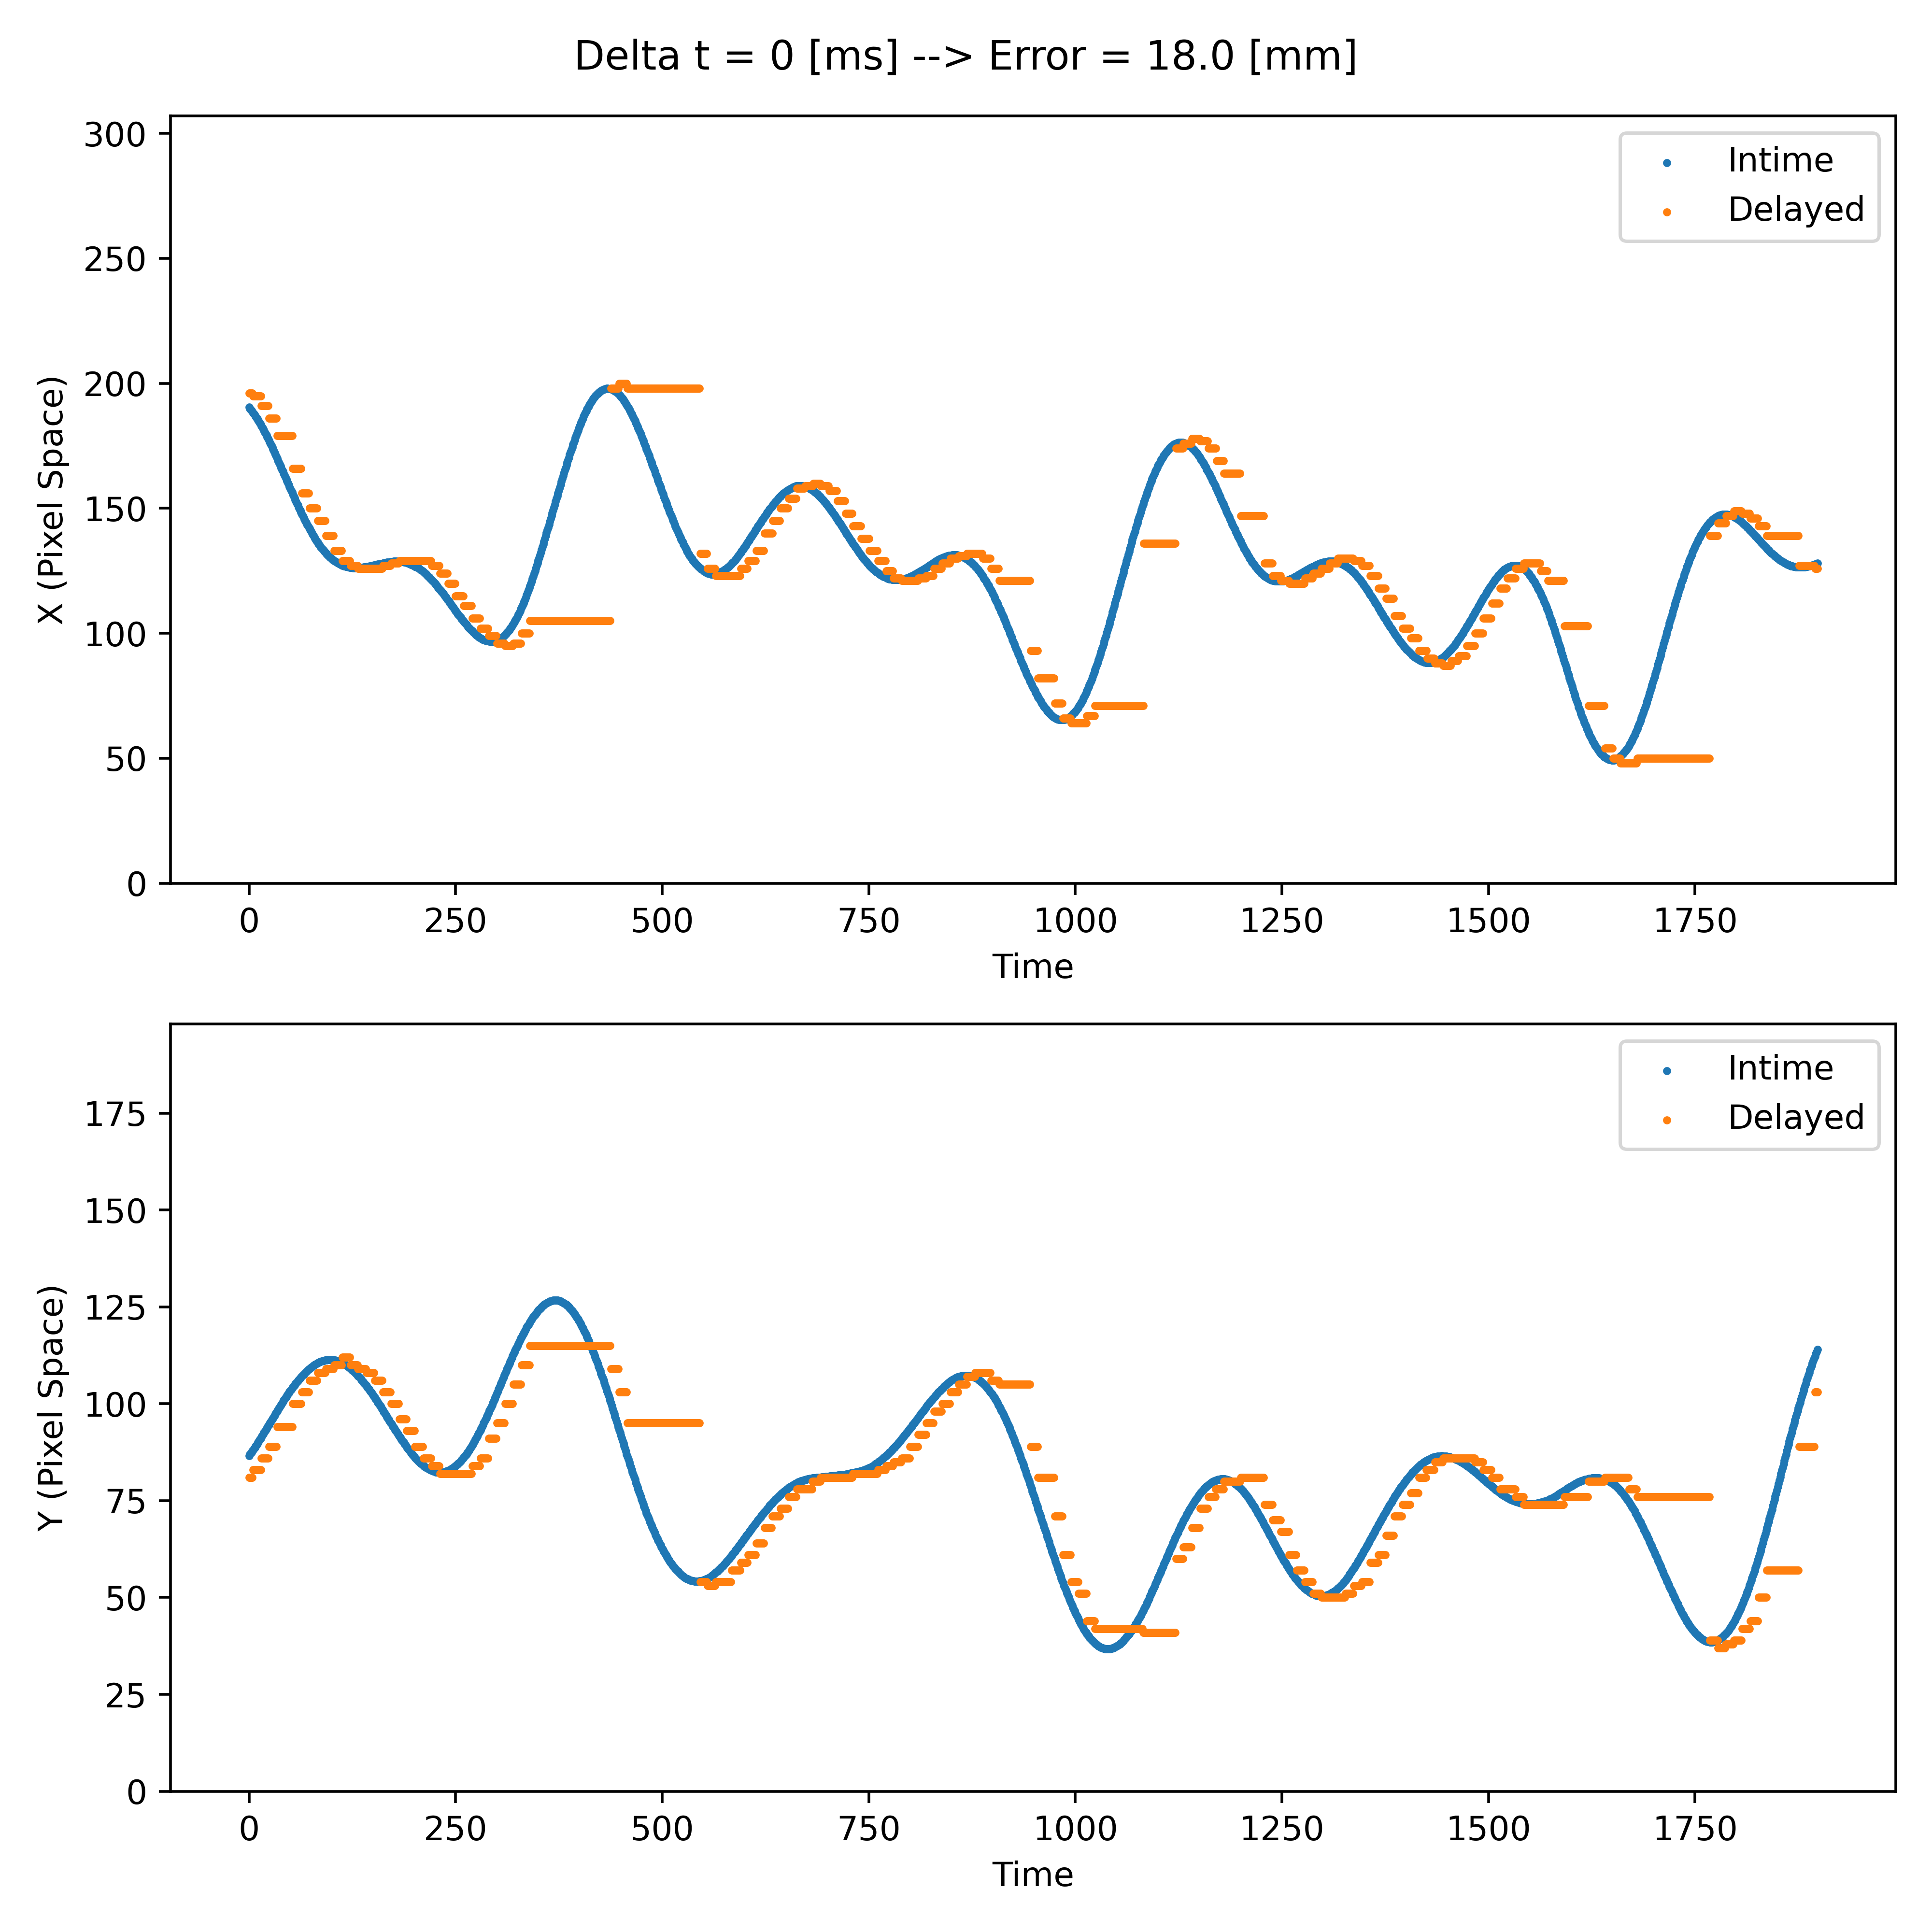 Delta t = 0 [ms] --> Error = 18.0 [mm]
300
250
200
150
100
50
0
X (Pixel Space)
Intime
Delayed
0 250 500 750 1000 1250 1500 1750
Time
175
150
125
100
75
50
25
0
Y (Pixel Space)
Intime
Delayed
0 250 500 750 1000 1250 1500 1750
Time